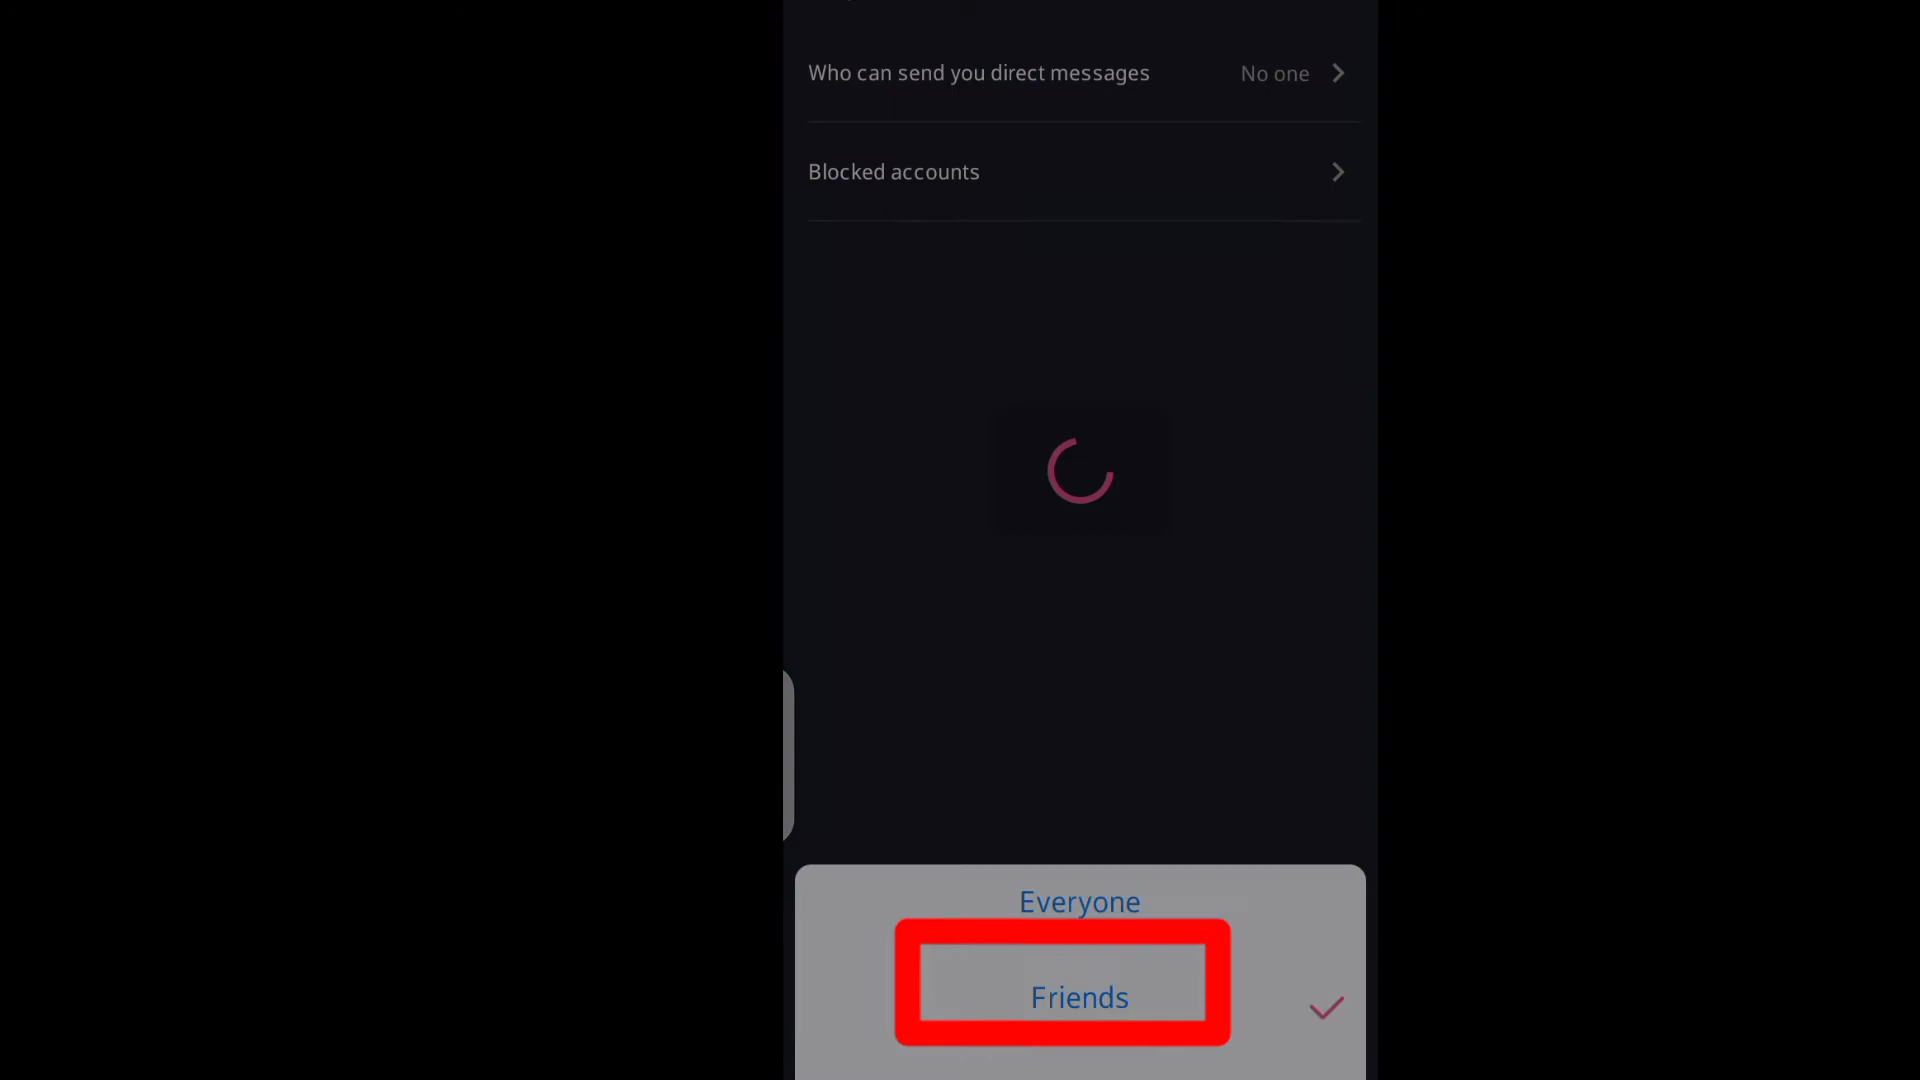 Who can send you direct messages No one
Blocked accounts
Everyone
Friends